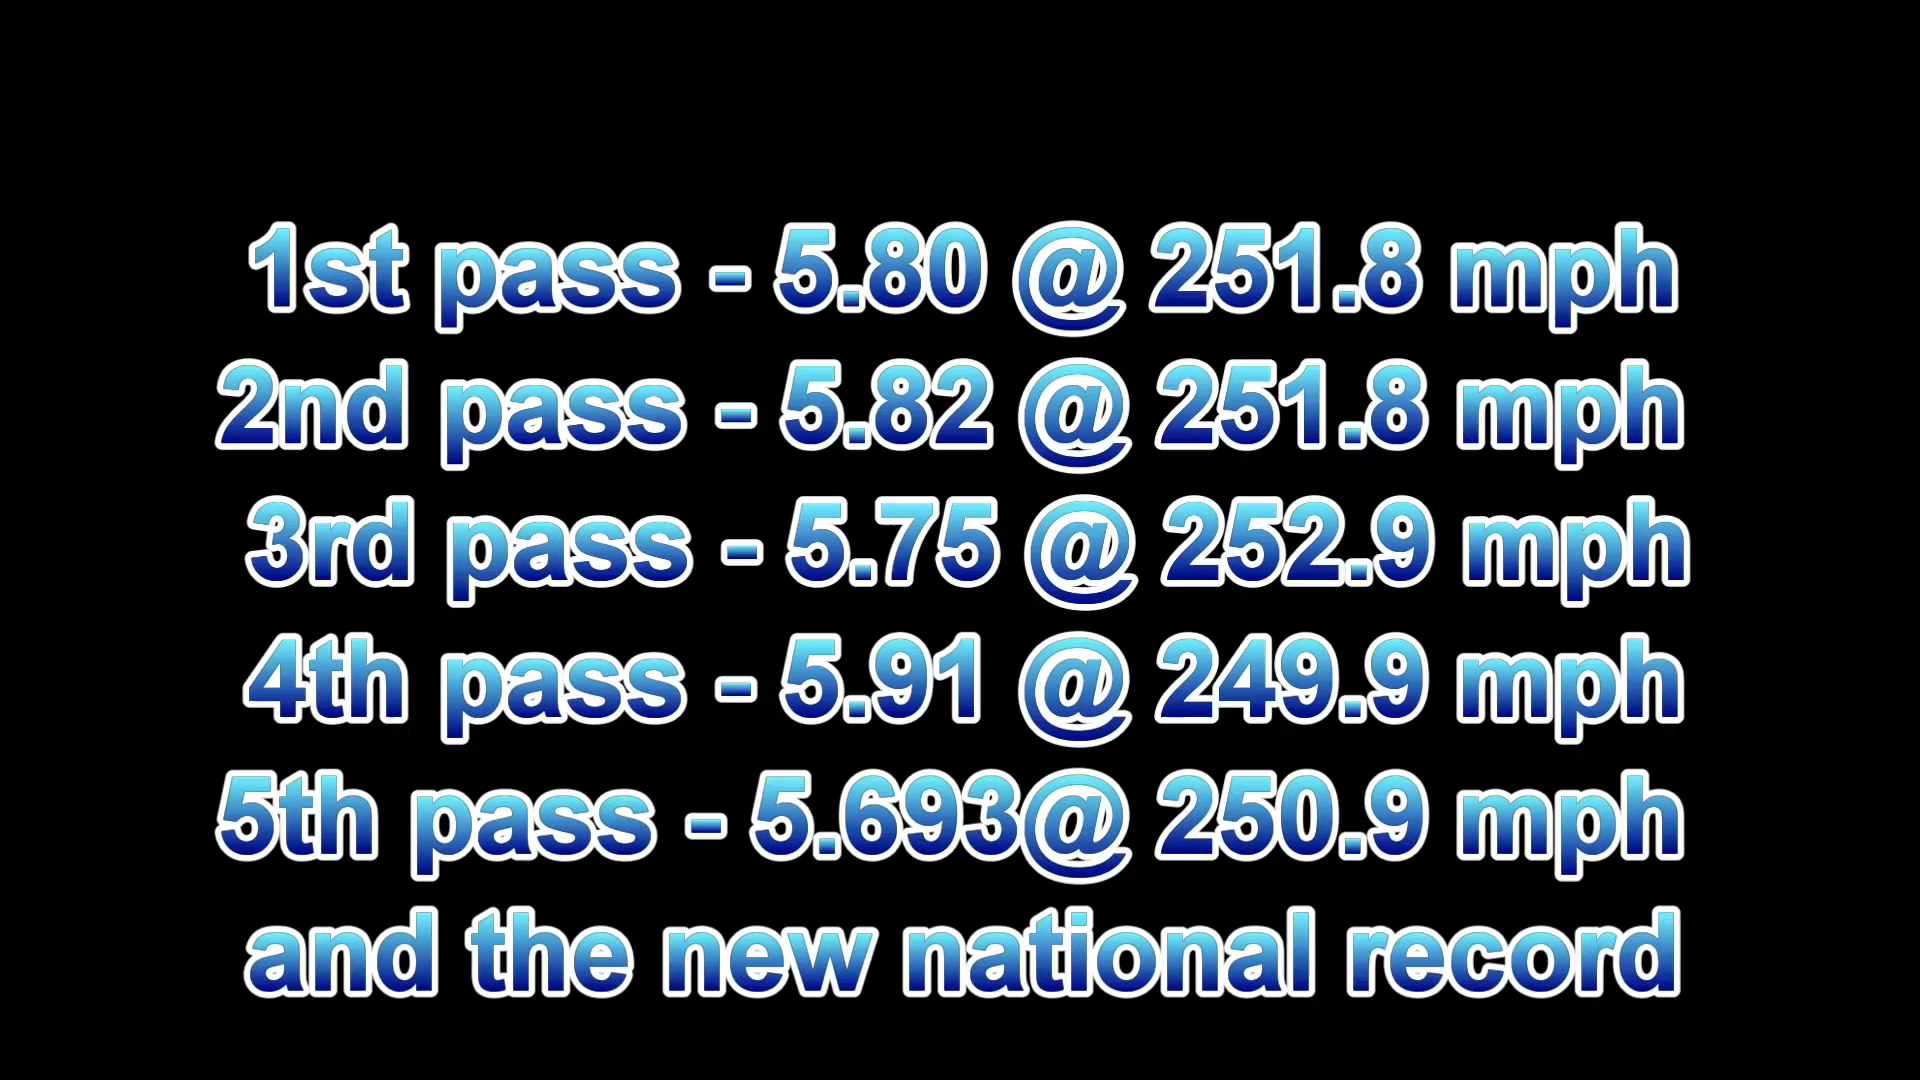 1st pass - 5.80 @ 251.8 mph
2nd pass - 5.82 @ 251.8 mph
3rd pass - 5.75 @ 252.9 mph
4th pass - 5.91 @ 249.9 mph
5th pass - 5.693@ 250.9 mph
and the new national record